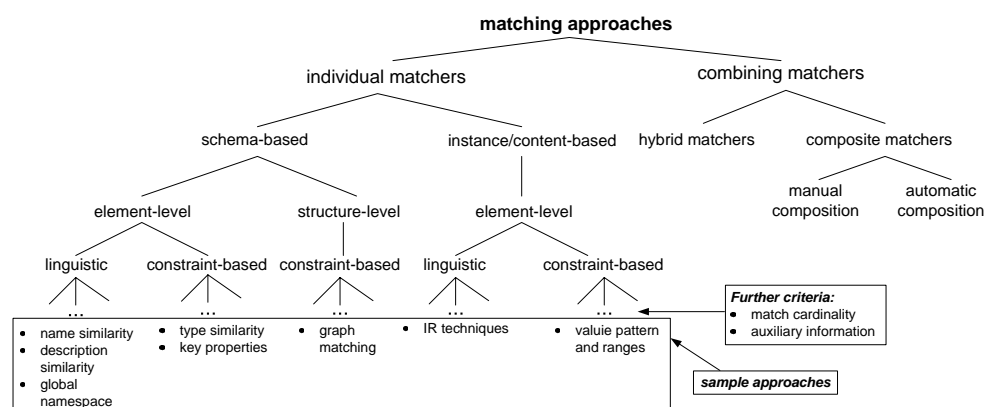 matching approaches
individual matchers
combining matchers
schema-based
instance/content-based
hybrid matchers
composite matchers
manual
composition
automatic
composition
element-level
structure-level
element-level
linguistic
constraint-based
constraint-based
linguistic
constraint-based
...
...
...
...
...
• name similarity
• description
similarity
• global
namespace
• type similarity
• key properties
• graph
matching
• IR techniques
• valuie pattern
and ranges
Further criteria:
• match cardinality
• auxiliary information
sample approaches